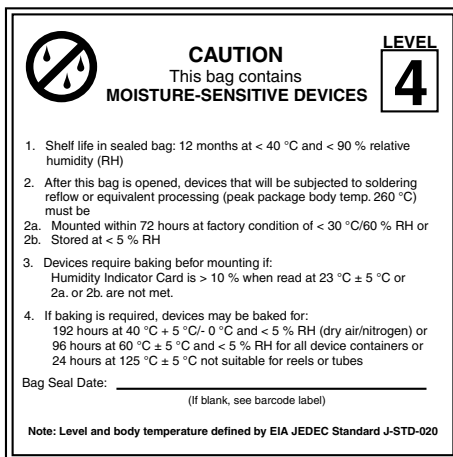 LEVEL
CAUTION
4
This bag contains
MOISTURE-SENSITIVE DEVICES
1. Shelf life in sealed bag: 12 months at < 40 °C and < 90 % relative
humidity (RH)
2. After this bag is opened, devices that will be subjected to soldering
reflow or equivalent processing (peak package body temp. 260 °C)
must be
2a. Mounted within 72 hours at factory condition of < 30 °C/60 % RH or
2b. Stored at < 5 % RH
3. Devices require baking befor mounting if:
Humidity Indicator Card is > 10 % when read at 23 °C ± 5 °C or
2a. or 2b. are not met.
4. If baking is required, devices may be baked for:
192 hours at 40 °C + 5 °C/- 0 °C and < 5 % RH (dry air/nitrogen) or
96 hours at 60 °C ± 5 °C and < 5 % RH for all device containers or
24 hours at 125 °C ± 5 °C not suitable for reels or tubes
Bag Seal Date:
(If blank, see barcode label)
Note: Level and body temperature defined by EIA JEDEC Standard J-STD-020